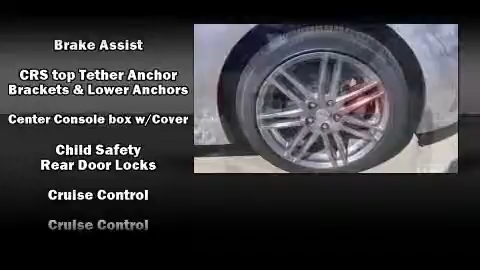 Brake Assist
CRS top Tether Anchor
Brackets & Lower Anchors
Center Console box w/Cover
Child Safety
Rear Door Locks
Cruise Control
Cruise Control